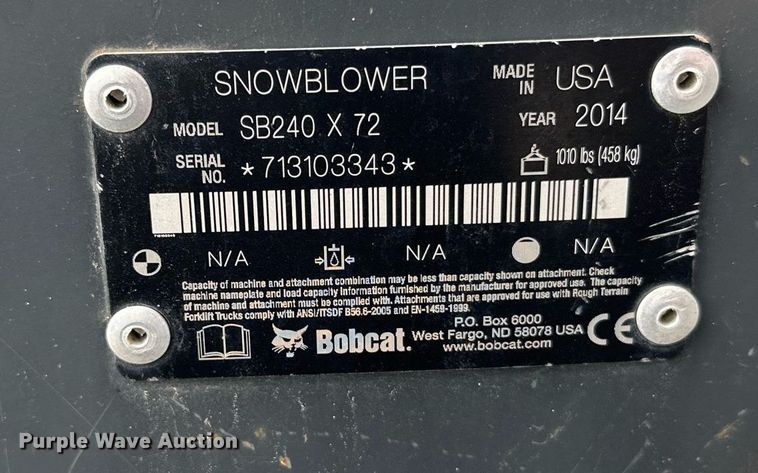 SNOWBLOWER MADE IN USA
MODEL SB240 X 72 YEAR 2014
SERIAL NO. *713103343* 1010 lbs (458 kg)
N/A N/A N/A
Capacity of machine and attachment combination may be less than capacity shown on attachment. Check
machine nameplate and load capacity information furnished by the manufacturer for approved use. The capacity
of machine and attachment must be complied with. Attachments that are approved for use with Rough Terrain
Forklift Trucks comply with ANSI/ITSDF B56.6-2005 and EN-1459-1999.
Bobcat.
P.O. Box 6000
West Fargo, ND 58078 USA
www.bobcat.com
CE
Purple Wave Auction